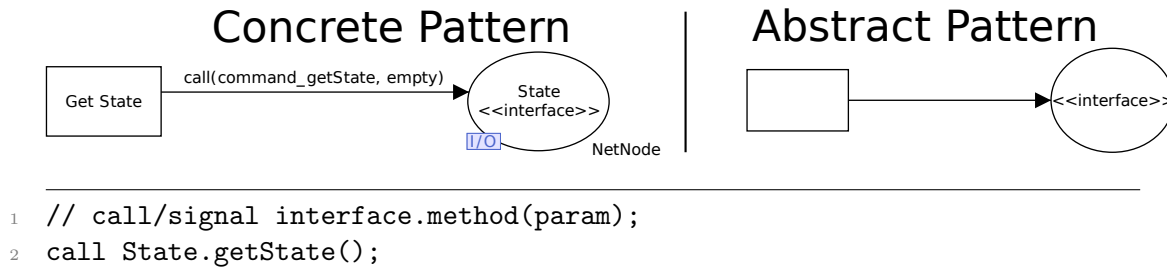 Concrete Pattern
Abstract Pattern
Get State
call(command_getState, empty)
State
<<interface>>
I/O
NetNode
<<interface>>
1 // call/signal interface.method(param);
2 call State.getState();